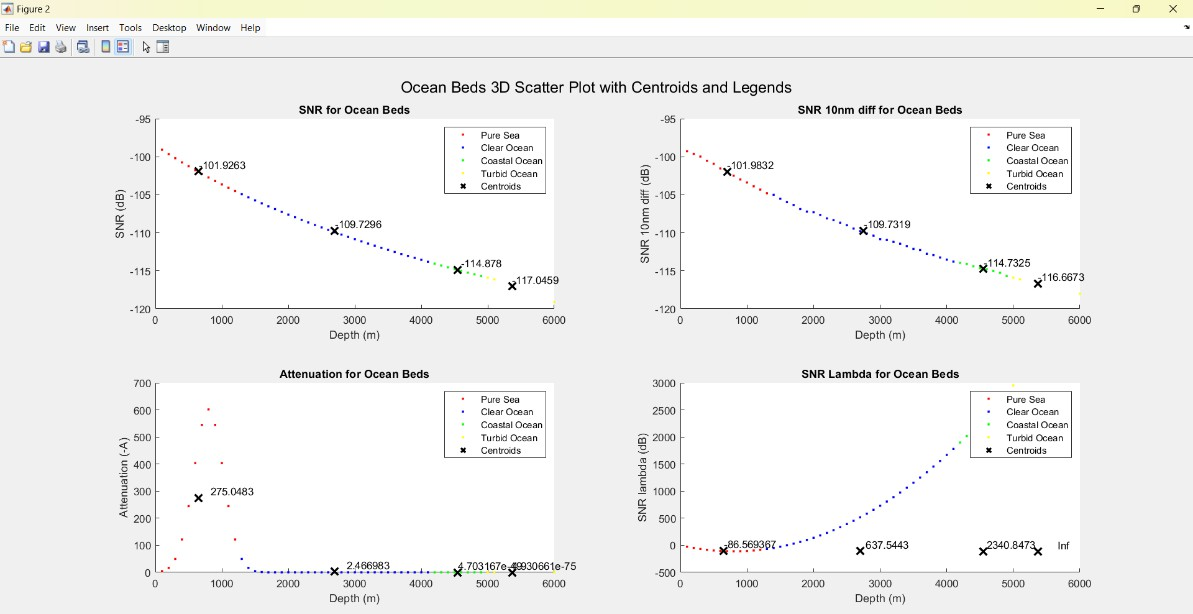 Figure 2
File Edit View Insert Tools Desktop Window Help
Ocean Beds 3D Scatter Plot with Centroids and Legends
SNR for Ocean Beds
-95
-100
-105
-110
-115
-120
SNR (dB)
-101.9263
-109.7296
-114.878
-117.0459
Pure Sea
Clear Ocean
Coastal Ocean
Turbid Ocean
Centroids
0 1000 2000 3000 4000 5000 6000
Depth (m)
SNR 10nm diff for Ocean Beds
-95
-100
-105
-110
-115
-120
SNR 10nm diff (dB)
-101.9832
-109.7319
-114.7325
-116.6673
Pure Sea
Clear Ocean
Coastal Ocean
Turbid Ocean
Centroids
0 1000 2000 3000 4000 5000 6000
Depth (m)
Attenuation for Ocean Beds
700
600
500
400
300
200
100
0
Attenuation (-A)
275.0483
2.466983
Pure Sea
Clear Ocean
Coastal Ocean
Turbid Ocean
Centroids
0 1000 2000 3000 4000 5000 6000
Depth (m)
SNR Lambda for Ocean Beds
3000
2500
2000
1500
1000
500
0
-500
SNR lambda (dB)
-86.569367
637.5443
2340.8473
Inf
Pure Sea
Clear Ocean
Coastal Ocean
Turbid Ocean
Centroids
0 1000 2000 3000 4000 5000 6000
Depth (m)